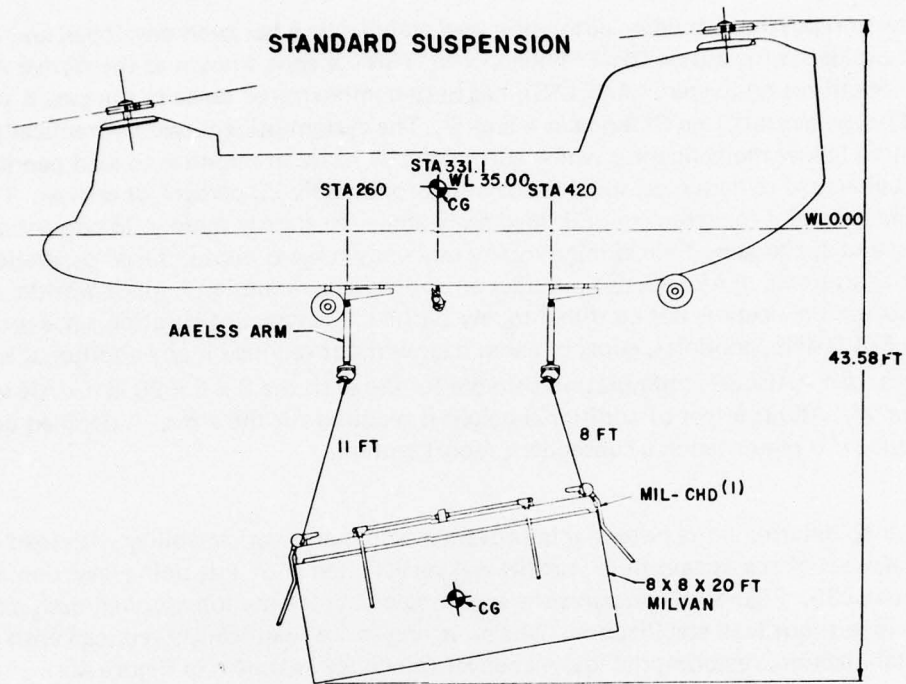 STANDARD SUSPENSION
STA 331.1
WL 35.00
STA 260
CG
STA 420
WL 0.00
AAELSS ARM
43.58 FT
11 FT
8 FT
MIL-CHD (1)
8 X 8 X 20 FT
MILVAN
CG